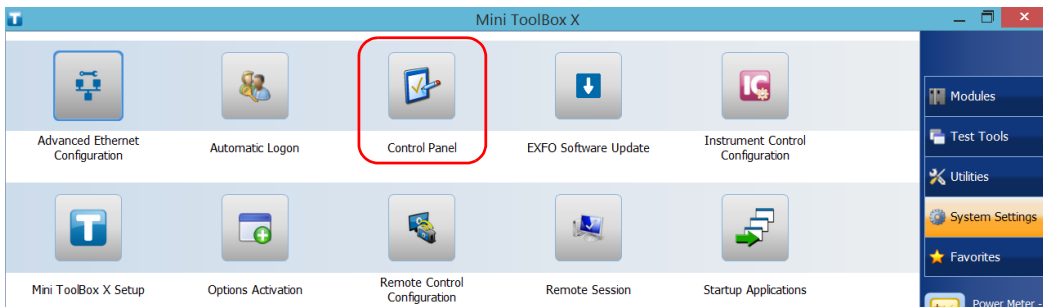 Mini ToolBox X
Advanced Ethernet
Configuration
Automatic Logon
Control Panel
EXFO Software Update
Instrument Control
Configuration
Mini ToolBox X Setup
Options Activation
Remote Control
Configuration
Remote Session
Startup Applications
Modules
Test Tools
Utilities
System Settings
Favorites
Power Meter -